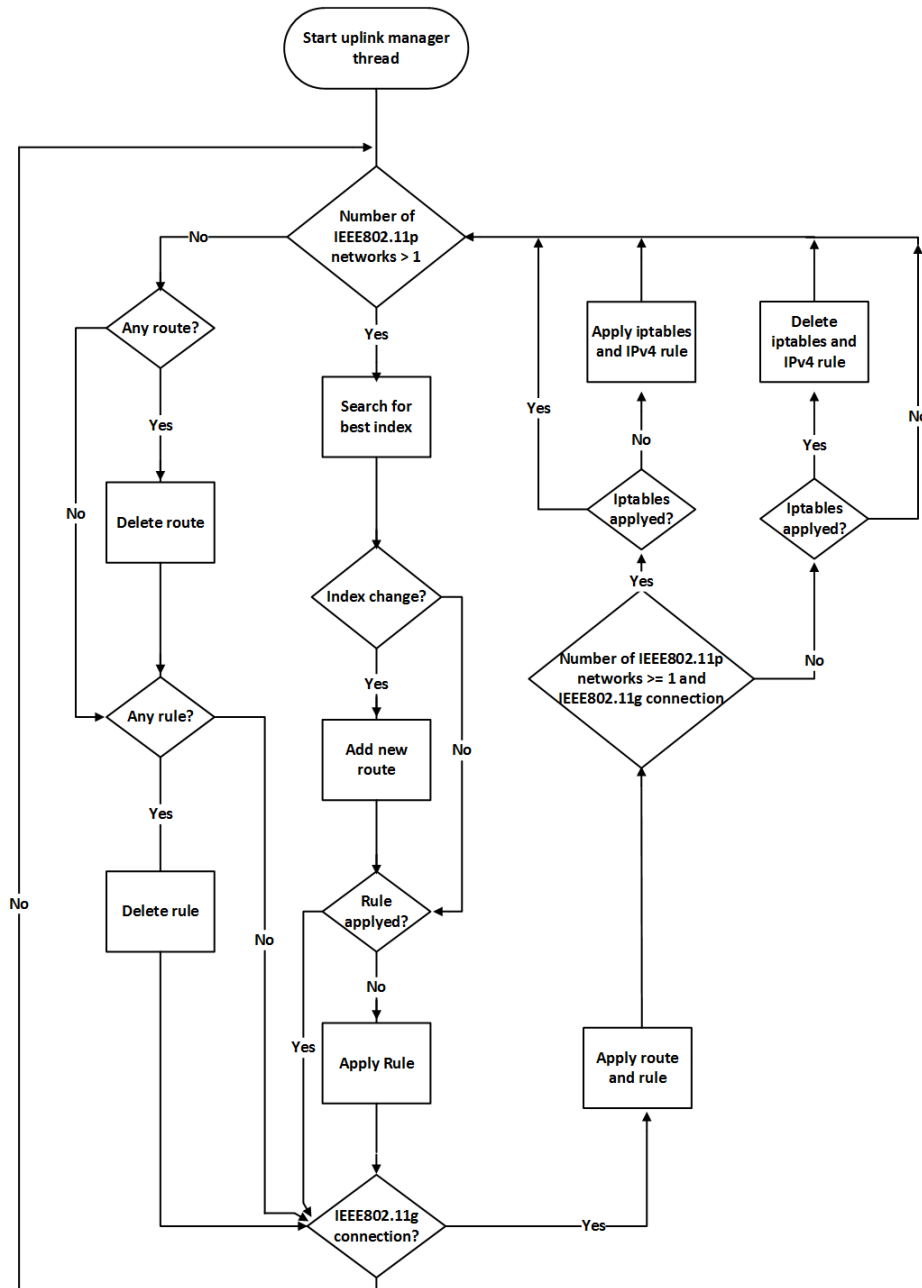 Start uplink manager
thread
Number of
IEEE802.11p
networks > 1
No
Yes
Any route?
Yes
No
Delete route
Any rule?
Yes
No
Delete rule
Search for
best index
Index change?
Yes
No
Add new
route
Rule
applyed?
No
Yes
Apply Rule
IEEE802.11g
connection?
No
Yes
Apply route
and rule
Number of IEEE802.11p
networks >= 1 and
IEEE802.11g connection
Yes
No
Iptables
applyed?
Yes
No
Apply iptables
and IPv4 rule
Iptables
applyed?
Yes
No
Delete
iptables and
IPv4 rule